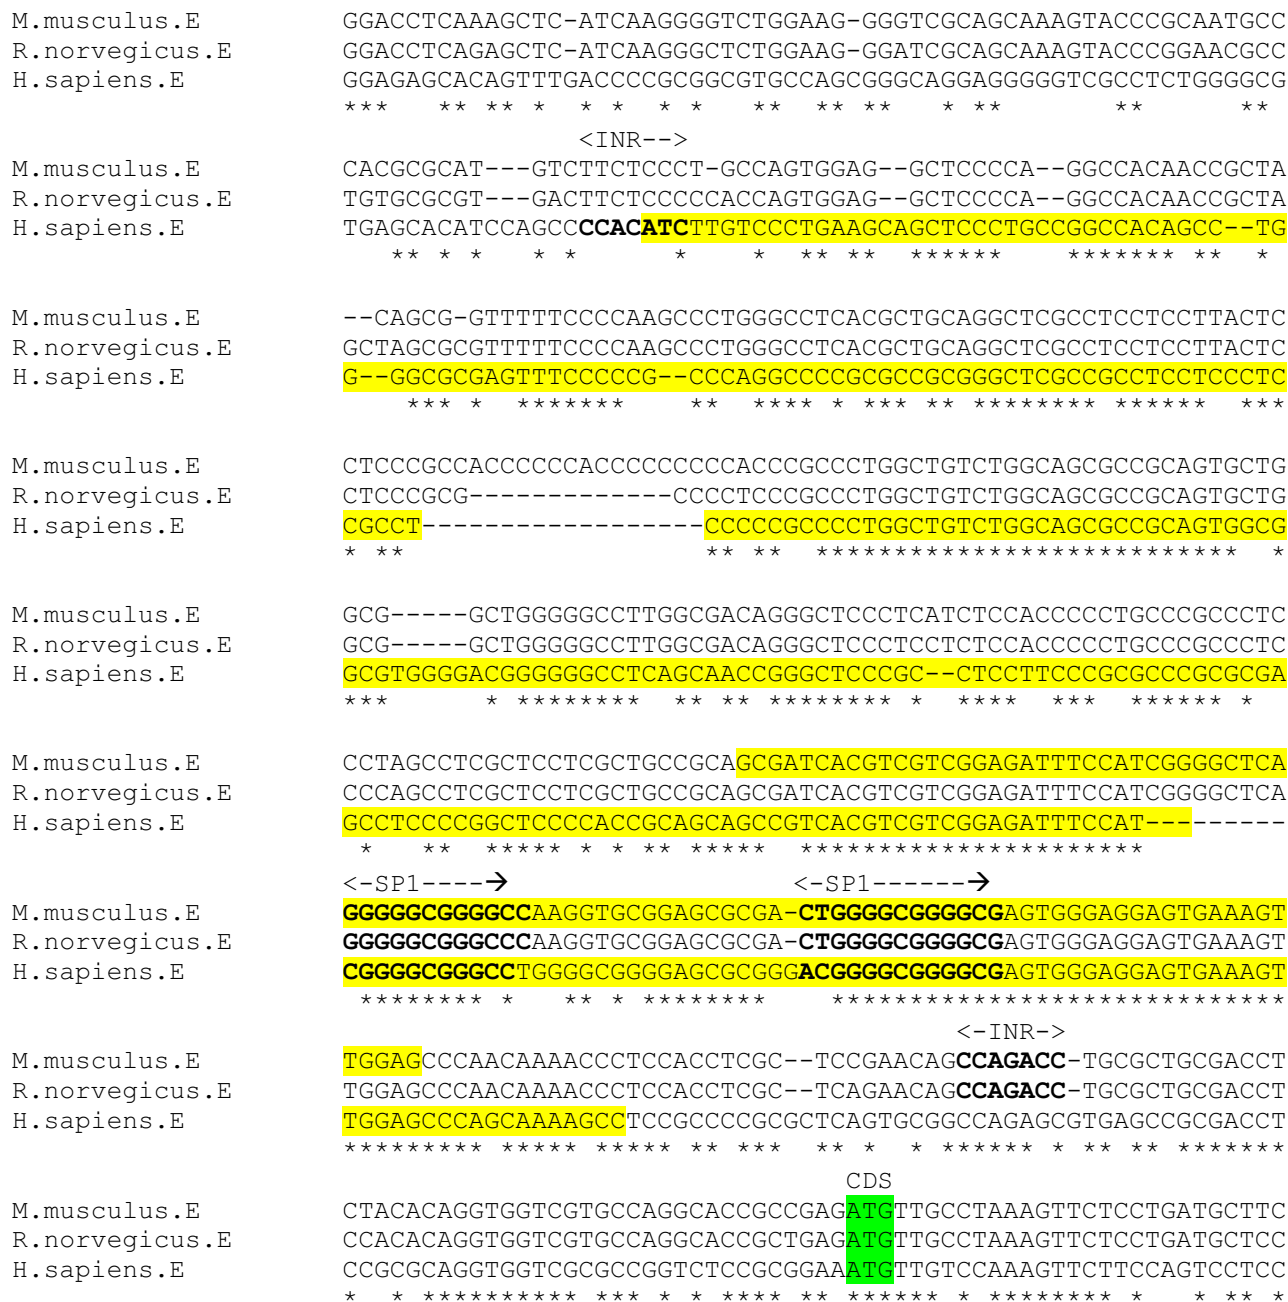 M.musculus.E GGACCTCAAAGCTC-ATCAAGGGGTCTGGAAG-GGGTCGCAGCAAAGTACCCGCAATGCC
R.norvegicus.E GGACCTCAGAGCTC-ATCAAGGGCTCTGGAAG-GGATCGCAGCAAAGTACCCGGAACGCC
H.sapiens.E GGAGAGCACAGTTTGACCCCGCGGCGTGCCAGCGGGCAGGAGGGGGTCGCCTCTGGGGCG
***   ** ** *  * *  * *   **  ** **   * **      **      **
<INR-->
M.musculus.E CACGCGCAT---GTCTTCTCCCT-GCCAGTGGAG--GCTCCCCA--GGCCACAACCGCTA
R.norvegicus.E TGTGCGCGT---GACTTCTCCCCCACCAGTGGAG--GCTCCCCA--GGCCACAACCGCTA
H.sapiens.E TGAGCACATCCAGCCCCACATCTTGTCCCTGAAGCAGCTCCCTGCCGGCCACAGCC--TG
** * *   * *      *    *  ** **  ******   ******* **  *
M.musculus.E --CAGCG-GTTTTTCCCCAAGCCCTGGGCCTCACGCTGCAGGCTCGCCTCCTCCTTACTC
R.norvegicus.E GCTAGCGCGTTTTTCCCCAAGCCCTGGGCCTCACGCTGCAGGCTCGCCTCCTCCTTACTC
H.sapiens.E G--GGCGCGAGTTTCCCCCG--CCCAGGCCCCGCGCCGCGGGCTCGCCGCCTCCTCCCTC
*** *  *******   **  **** * *** ** ******** ******  ***
M.musculus.E CTCCCGCCACCCCCCACCCCCCCCCACCCGCCCTGGCTGTCTGGCAGCGCCGCAGTGCTG
R.norvegicus.E CTCCCGCG-------------CCCCTCCCGCCCTGGCTGTCTGGCAGCGCCGCAGTGCTG
H.sapiens.E CGCCT------------------CCCCCGCCCCTGGCTGTCTGGCAGCGCCGCAGTGGCG
* **                   ** **  ***************************  *
M.musculus.E GCG-----GCTGGGGGCCTTGGCGACAGGGCTCCCTCATCTCCACCCCCTGCCCGCCCTC
R.norvegicus.E GCG-----GCTGGGGGCCTTGGCGACAGGGCTCCCTCCTCTCCACCCCCTGCCCGCCCTC
H.sapiens.E GCGTGGGGACGGGGGGCCTCAGCAACCGGGCTCCCGC--CTCCTTCCCGCGCCCGCGCGA
***      * ********  ** ** ******** *  ****  ***  ****** *
M.musculus.E CCTAGCCTCGCTCCTCGCTGCCGCAGCGATCACGTCGTCGGAGATTTCCATCGGGGCTCA
R.norvegicus.E CCCAGCCTCGCTCCTCGCTGCCGCAGCGATCACGTCGTCGGAGATTTCCATCGGGGCTCA
H.sapiens.E GCCTCCCCGGCTCCCCACCGCAGCAGCCGTCACGTCGTCGGAGATTTCCAT---------
*   **  ***** * * ** *****  **********************
<-SP1----→ <-SP1------→
M.musculus.E GGGGGCGGGGCCAAGGTGCGGAGCGCGA-CTGGGGCGGGGCGAGTGGGAGGAGTGAAAGT
R.norvegicus.E GGGGGCGGGCCCAAGGTGCGGAGCGCGA-CTGGGGCGGGGCGAGTGGGAGGAGTGAAAGT
H.sapiens.E CGGGGCGGGCCTGGGGCGGGGAGCGCGGGACGGGGCGGGGCGAGTGGGAGGAGTGAAAGT
******** *   ** * ********    *****************************
<-INR->
M.musculus.E TGGAGCCCAACAAAACCCTCCACCTCGC--TCCGAACAGCCAGACC-TGCGCTGCGACCT
R.norvegicus.E TGGAGCCCAACAAAACCCTCCACCTCGC--TCAGAACAGCCAGACC-TGCGCTGCGACCT
H.sapiens.E TGGAGCCCAGCAAAAGCCTCCGCCCCGCGCTCAGTGCGGCCAGAGCGTGAGCCGCGACCT
********* ***** ***** ** ***  ** *  * ****** * ** ** *******
CDS
M.musculus.E CTACACAGGTGGTCGTGCCAGGCACCGCCGAGATGTTGCCTAAAGTTCTCCTGATGCTTC
R.norvegicus.E CCACACAGGTGGTCGTGCCAGGCACCGCTGAGATGTTGCCTAAAGTTCTCCTGATGCTCC
H.sapiens.E CCGCGCAGGTGGTCGCGCCGGTCTCCGCGGAAATGTTGTCCAAAGTTCTTCCAGTCCTCC
*  * ********** *** * * **** ** ****** * ******** *   * ** *